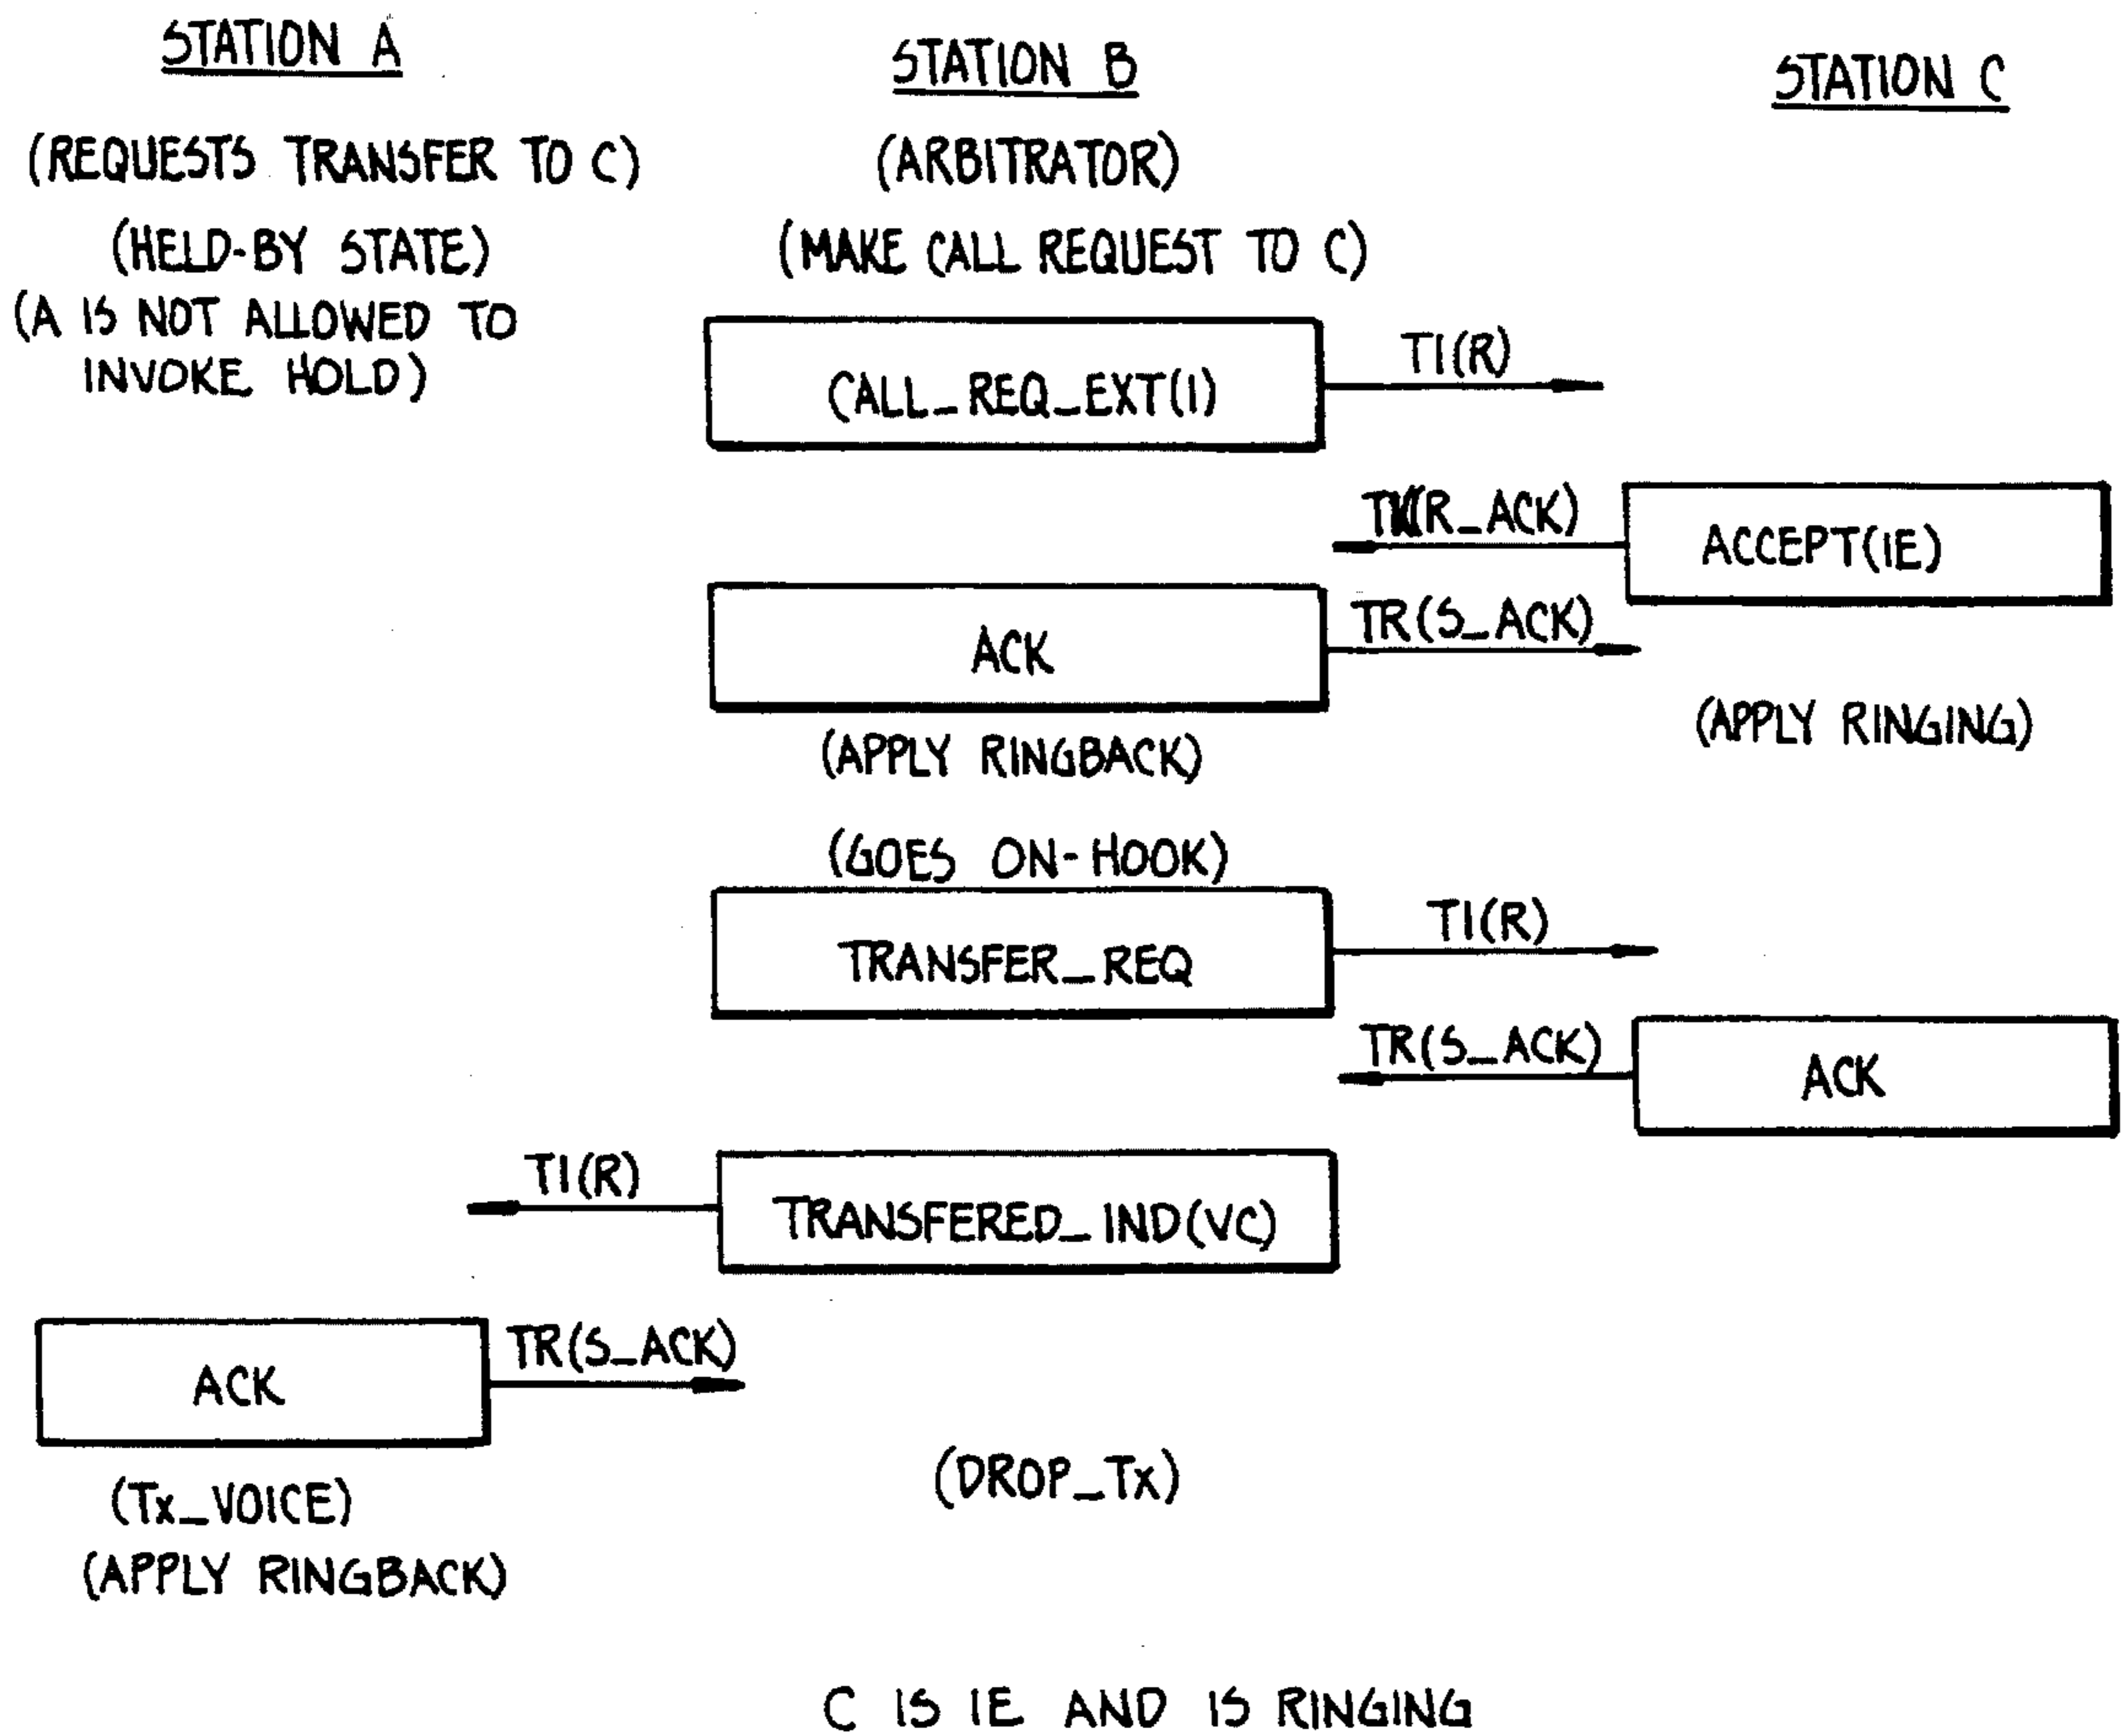 STATION A
STATION B
STATION C
(REQUESTS TRANSFER TO C)
(ARBITRATOR)
(HELD-BY STATE)
(MAKE CALL REQUEST TO C)
(A IS NOT ALLOWED TO
INVOKE HOLD)
CALL_REQ_EXT(I)
TI(R)
(R_ACK)
ACCEPT(IE)
ACK
TR(S_ACK)
(APPLY RINGING)
(APPLY RINGBACK)
(GOES ON-HOOK)
TRANSFER_REQ
TI(R)
TR(S_ACK)
ACK
TI(R)
TRANSFERED_IND(VC)
ACK
TR(S_ACK)
(DROP_Tx)
(Tx_VOICE)
(APPLY RINGBACK)
C IS IE AND IS RINGING